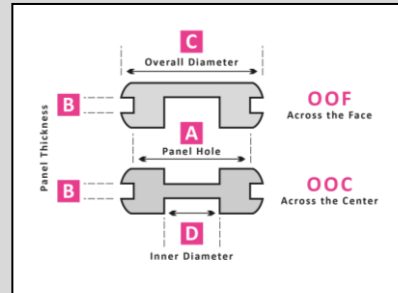 C
Overall Diameter
B
OOF
Across the Face
Panel Thickness
A
Panel Hole
B
OOC
Across the Center
D
Inner Diameter